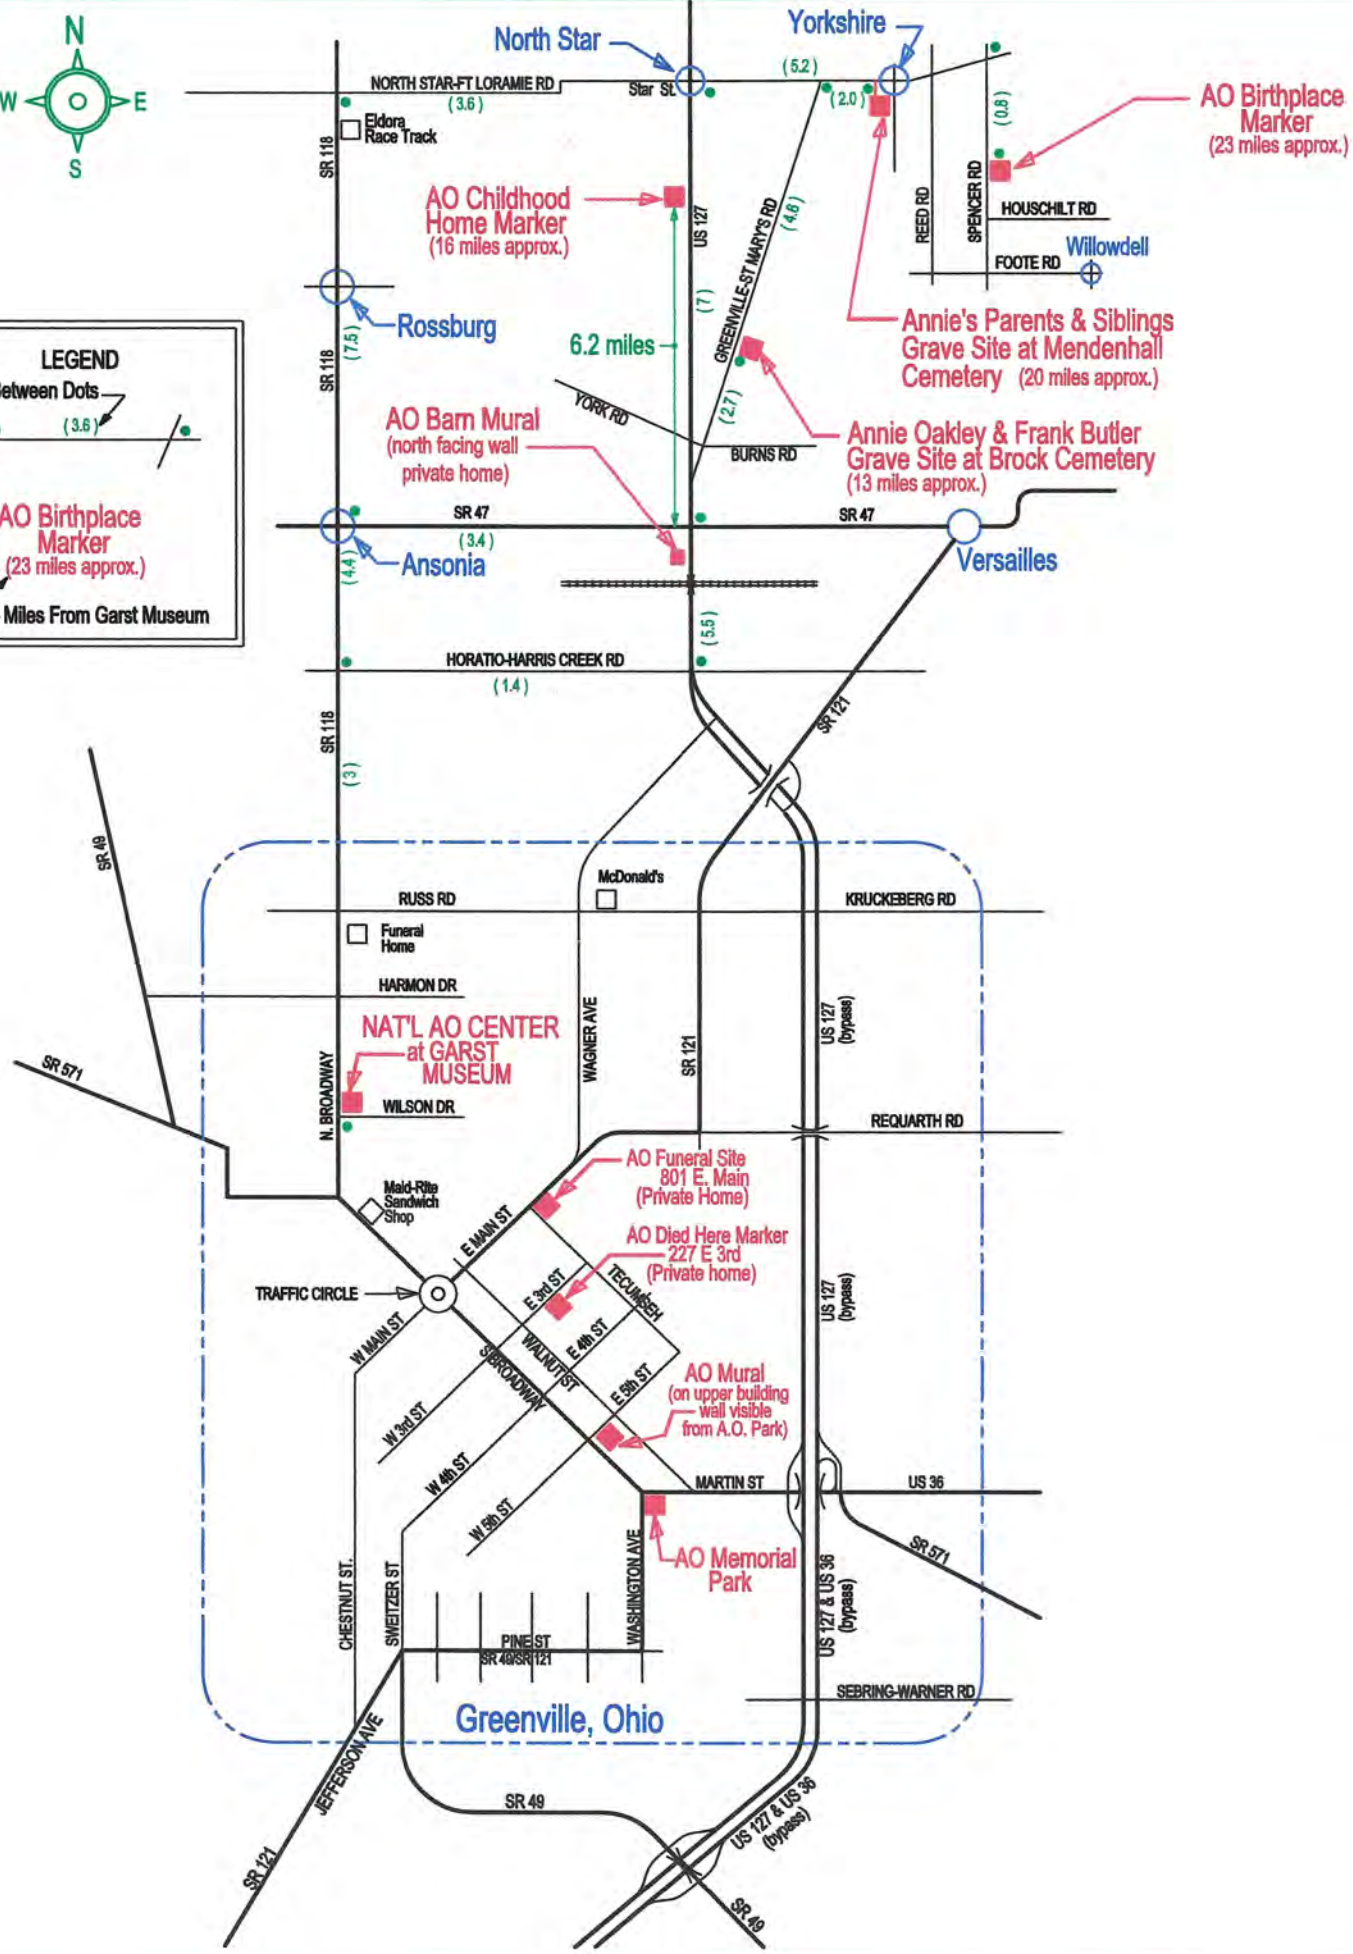 N
W
E
S
North Star
Yorkshire
NORTH STAR-FT LORAMIE RD
(3.6)
Star St.
(5.2)
(2.0)
(0.8)
AO Birthplace
Marker
(23 miles approx.)
Eldora
Race Track
SR 118
AO Childhood
Home Marker
(16 miles approx.)
US 127
GREENVILLE-ST MARY'S RD
(4.6)
REED RD
SPENCER RD
HOUSCHILT RD
Willowdell
FOOTE RD
Rossburg
(7.5)
SR 118
6.2 miles
(7)
(2.7)
Annie's Parents & Siblings
Grave Site at Mendenhall
Cemetery (20 miles approx.)
LEGEND
Between Dots
(3.6)
AO Birthplace
Marker
(23 miles approx.)
Miles From Garst Museum
YORK RD
BURNS RD
AO Barn Mural
(north facing wall
private home)
Annie Oakley & Frank Butler
Grave Site at Brock Cemetery
(13 miles approx.)
SR 47
(3.4)
SR 47
Ansonia
(4.4)
Versailles
(5.5)
HORATIO-HARRIS CREEK RD
(1.4)
SR 118
(3)
SR 121
SR 49
McDonald's
RUSS RD
KRUCKEBERG RD
Funeral
Home
HARMON DR
NAT'L AO CENTER
at GARST
MUSEUM
WILSON DR
N. BROADWAY
WAGNER AVE
SR 121
US 127
(bypass)
SR 571
REQUARTH RD
AO Funeral Site
801 E. Main
(Private Home)
Maid-Rite
Sandwich
Shop
E MAIN ST
AO Died Here Marker
227 E 3rd
(Private home)
TRAFFIC CIRCLE
E 3rd ST
TECUMSEH
US 127
(bypass)
W MAIN ST
WALNUT ST
E 4th ST
S BROADWAY
E 5th ST
AO Mural
(on upper building
wall visible
from A.O. Park)
W 3rd ST
W 4th ST
W 5th ST
MARTIN ST
US 36
SR 571
AO Memorial
Park
CHESTNUT ST.
SWEITZER ST
WASHINGTON AVE
US 127 & US 36
(bypass)
PINE ST
SR 49/SR 121
SEBRING-WARNER RD
Greenville, Ohio
JEFFERSON AVE
SR 49
US 127 & US 36
(bypass)
SR 121
SR 49